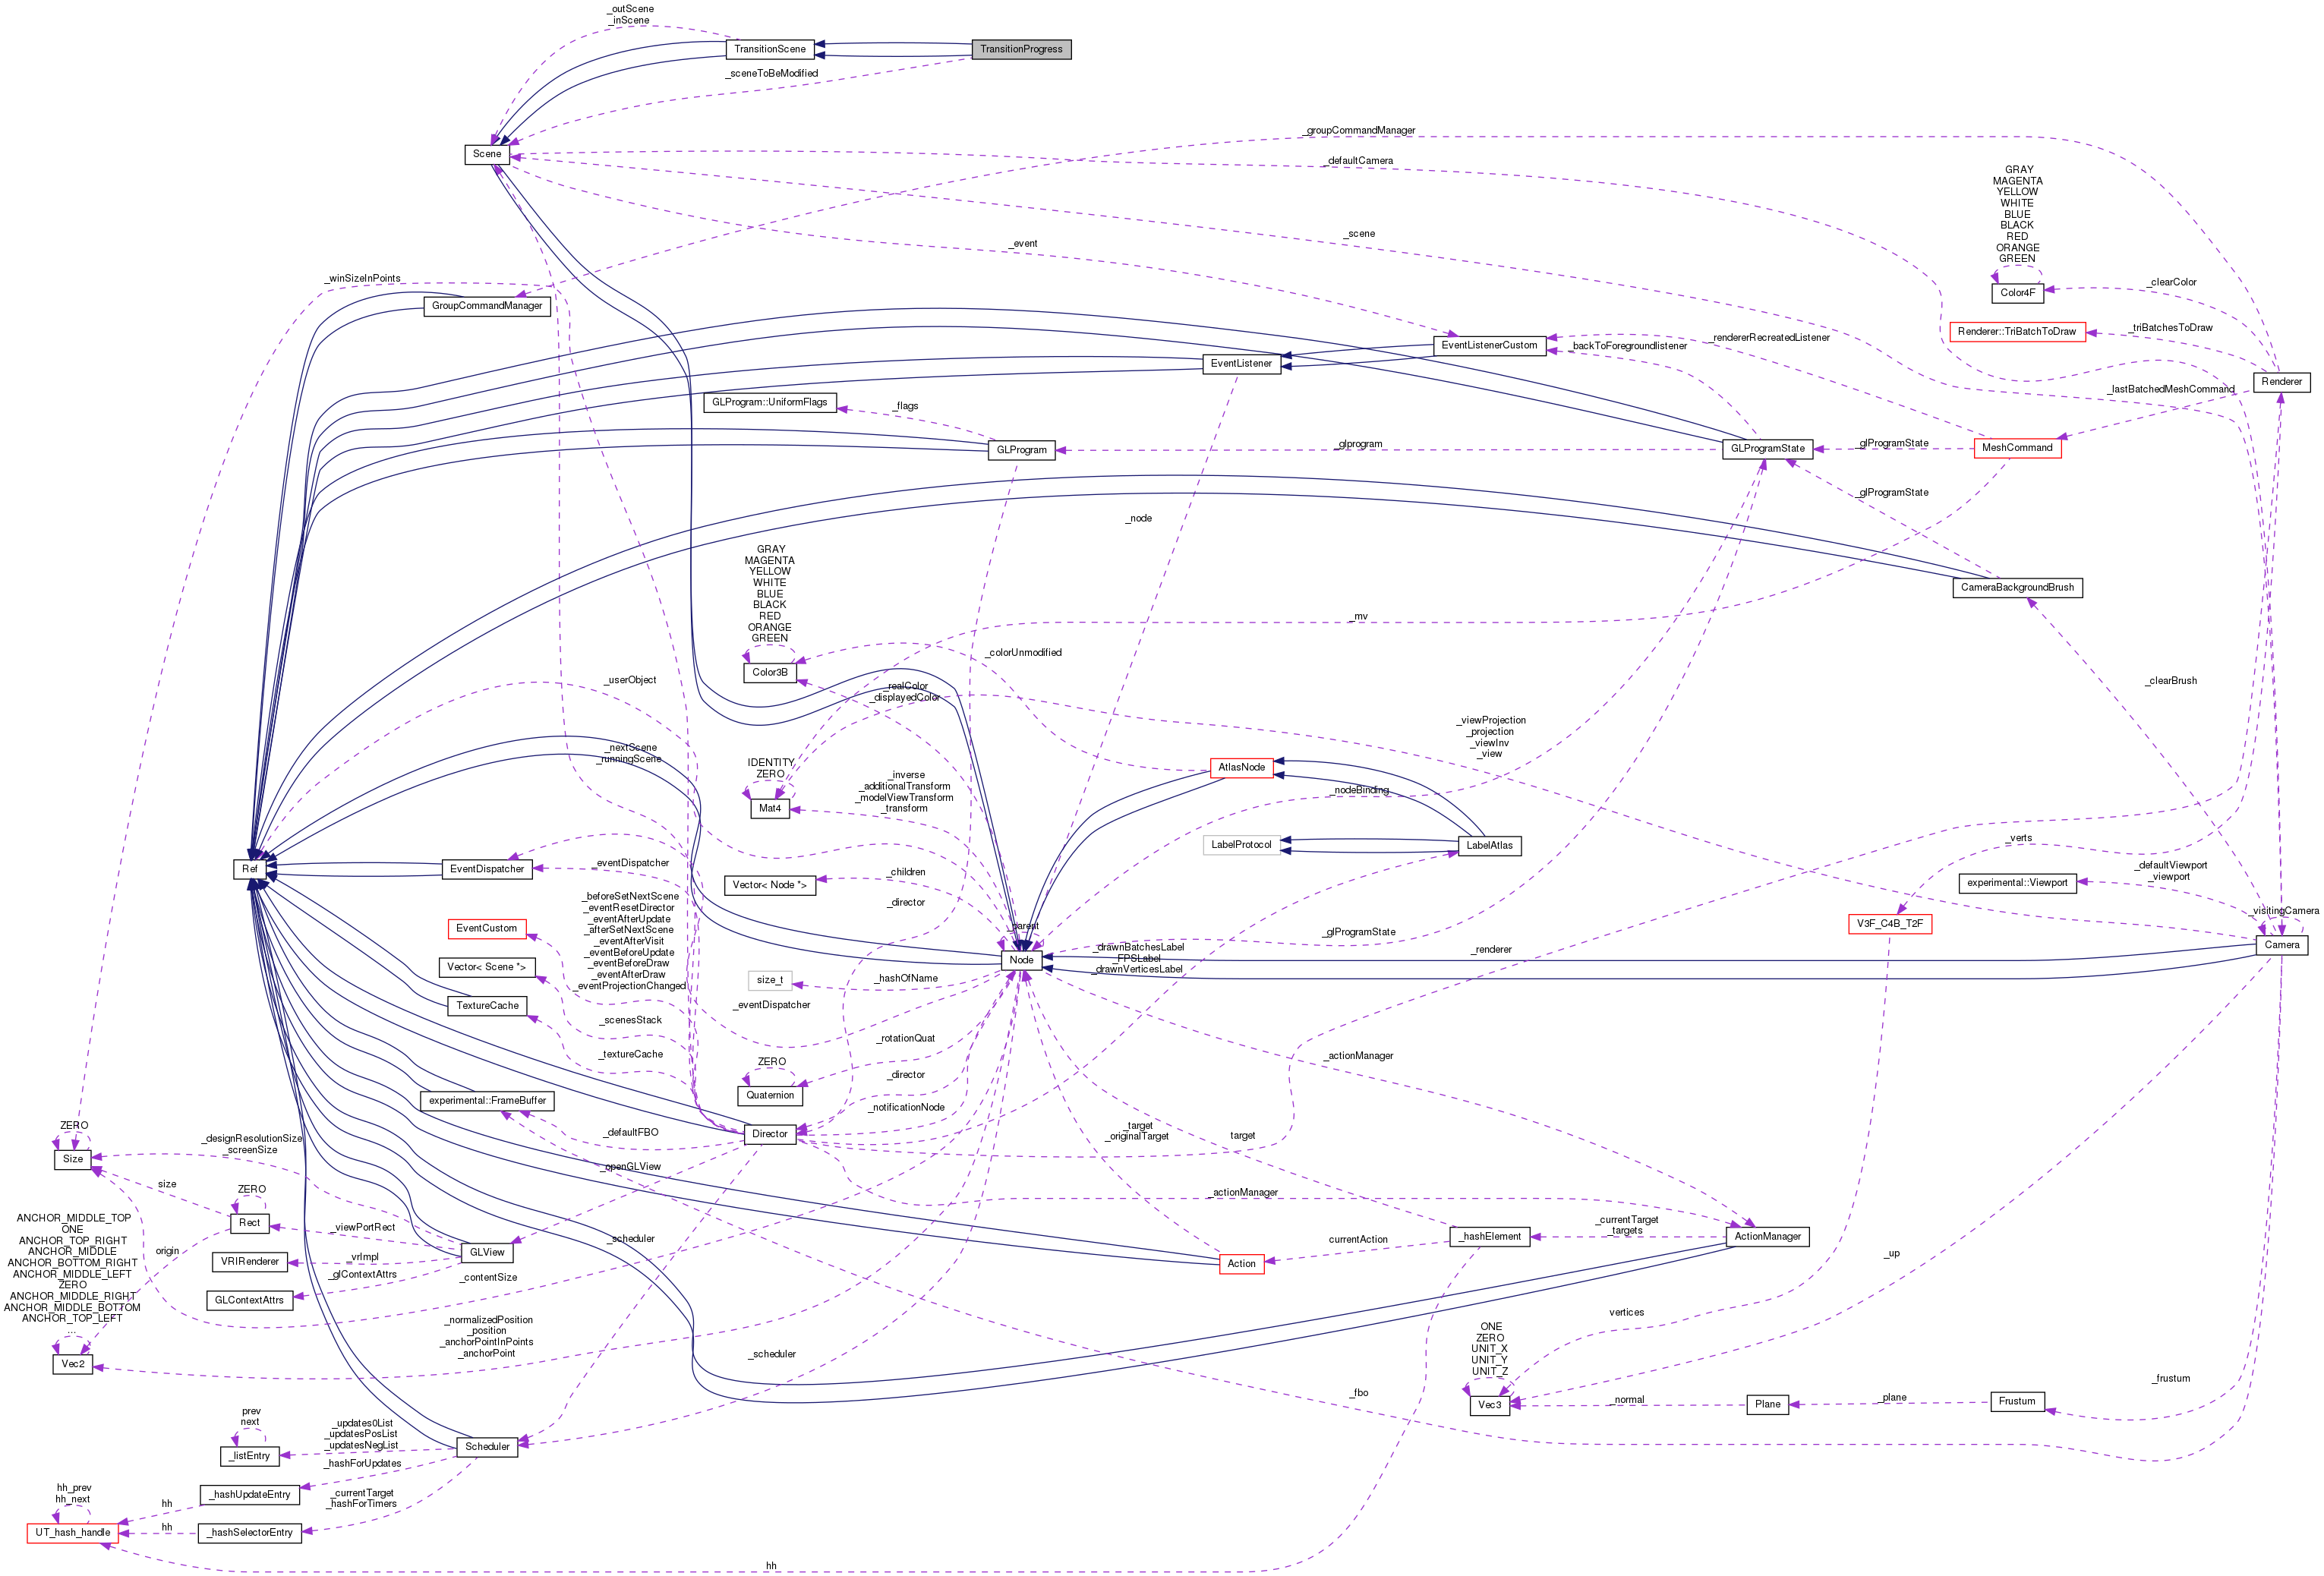 _outScene
_inScene
TransitionScene
TransitionProgress
_sceneToBeModified
_groupCommandManager
Scene
_defaultCamera
GRAY
MAGENTA
YELLOW
WHITE
BLUE
BLACK
RED
ORANGE
GREEN
_scene
_event
_winSizeInPoints
_clearColor
Color4F
GroupCommandManager
_triBatchesToDraw
Renderer::TriBatchToDraw
_rendererRecreatedListener
EventListenerCustom
_backToForegroundlistener
EventListener
Renderer
_lastBatchedMeshCommand
GLProgram::UniformFlags
_flags
_glprogram
_glProgramState
GLProgram
GLProgramState
MeshCommand
_glProgramState
_node
GRAY
MAGENTA
YELLOW
WHITE
BLUE
BLACK
RED
ORANGE
GREEN
CameraBackgroundBrush
_mv
_colorUnmodified
Color3B
_userObject
_clearBrush
_realColor
_displayedColor
_viewProjection
_projection
_viewInv
_view
_nextScene
_runningScene
IDENTITY
ZERO
AtlasNode
_inverse
_additionalTransform
_modelViewTransform
_transform
_nodeBinding
Mat4
_verts
LabelProtocol
LabelAtlas
_eventDispatcher
Ref
EventDispatcher
_children
_defaultViewport
_viewport
Vector< Node *>
experimental::Viewport
_beforeSetNextScene
_eventResetDirector
_eventAfterUpdate
_afterSetNextScene
_eventAfterVisit
_eventBeforeUpdate
_eventBeforeDraw
_eventAfterDraw
_eventProjectionChanged
_director
_visitingCamera
EventCustom
_parent
V3F_C4B_T2F
_glProgramState
_drawnBatchesLabel
_FPSLabel
_drawnVerticesLabel
_renderer
Camera
Node
Vector< Scene *>
_hashOfName
size_t
TextureCache
_eventDispatcher
_scenesStack
_rotationQuat
_textureCache
ZERO
_actionManager
_director
Quaternion
experimental::FrameBuffer
_notificationNode
ZERO
_defaultFBO
Director
_target
_originalTarget
target
_designResolutionSize
_screenSize
Size
_openGLView
size
ZERO
_actionManager
ANCHOR_MIDDLE_TOP
ONE
ANCHOR_TOP_RIGHT
ANCHOR_MIDDLE
ANCHOR_BOTTOM_RIGHT
ANCHOR_MIDDLE_LEFT
ZERO
ANCHOR_MIDDLE_RIGHT
ANCHOR_MIDDLE_BOTTOM
ANCHOR_TOP_LEFT
...
Rect
_viewPortRect
_currentTarget
_targets
_hashElement
ActionManager
_scheduler
currentAction
origin
GLView
_vrImpl
VRIRenderer
Action
_up
_glContextAttrs
_contentSize
GLContextAttrs
vertices
_normalizedPosition
_position
_anchorPointInPoints
_anchorPoint
ONE
ZERO
UNIT_X
UNIT_Y
UNIT_Z
_scheduler
Vec2
_frustum
_fbo
_normal
_plane
Vec3
Plane
Frustum
prev
next
_updates0List
_updatesPosList
_updatesNegList
Scheduler
_listEntry
_hashForUpdates
hh_prev
hh_next
_hashUpdateEntry
_currentTarget
_hashForTimers
hh
UT_hash_handle
hh
_hashSelectorEntry
hh